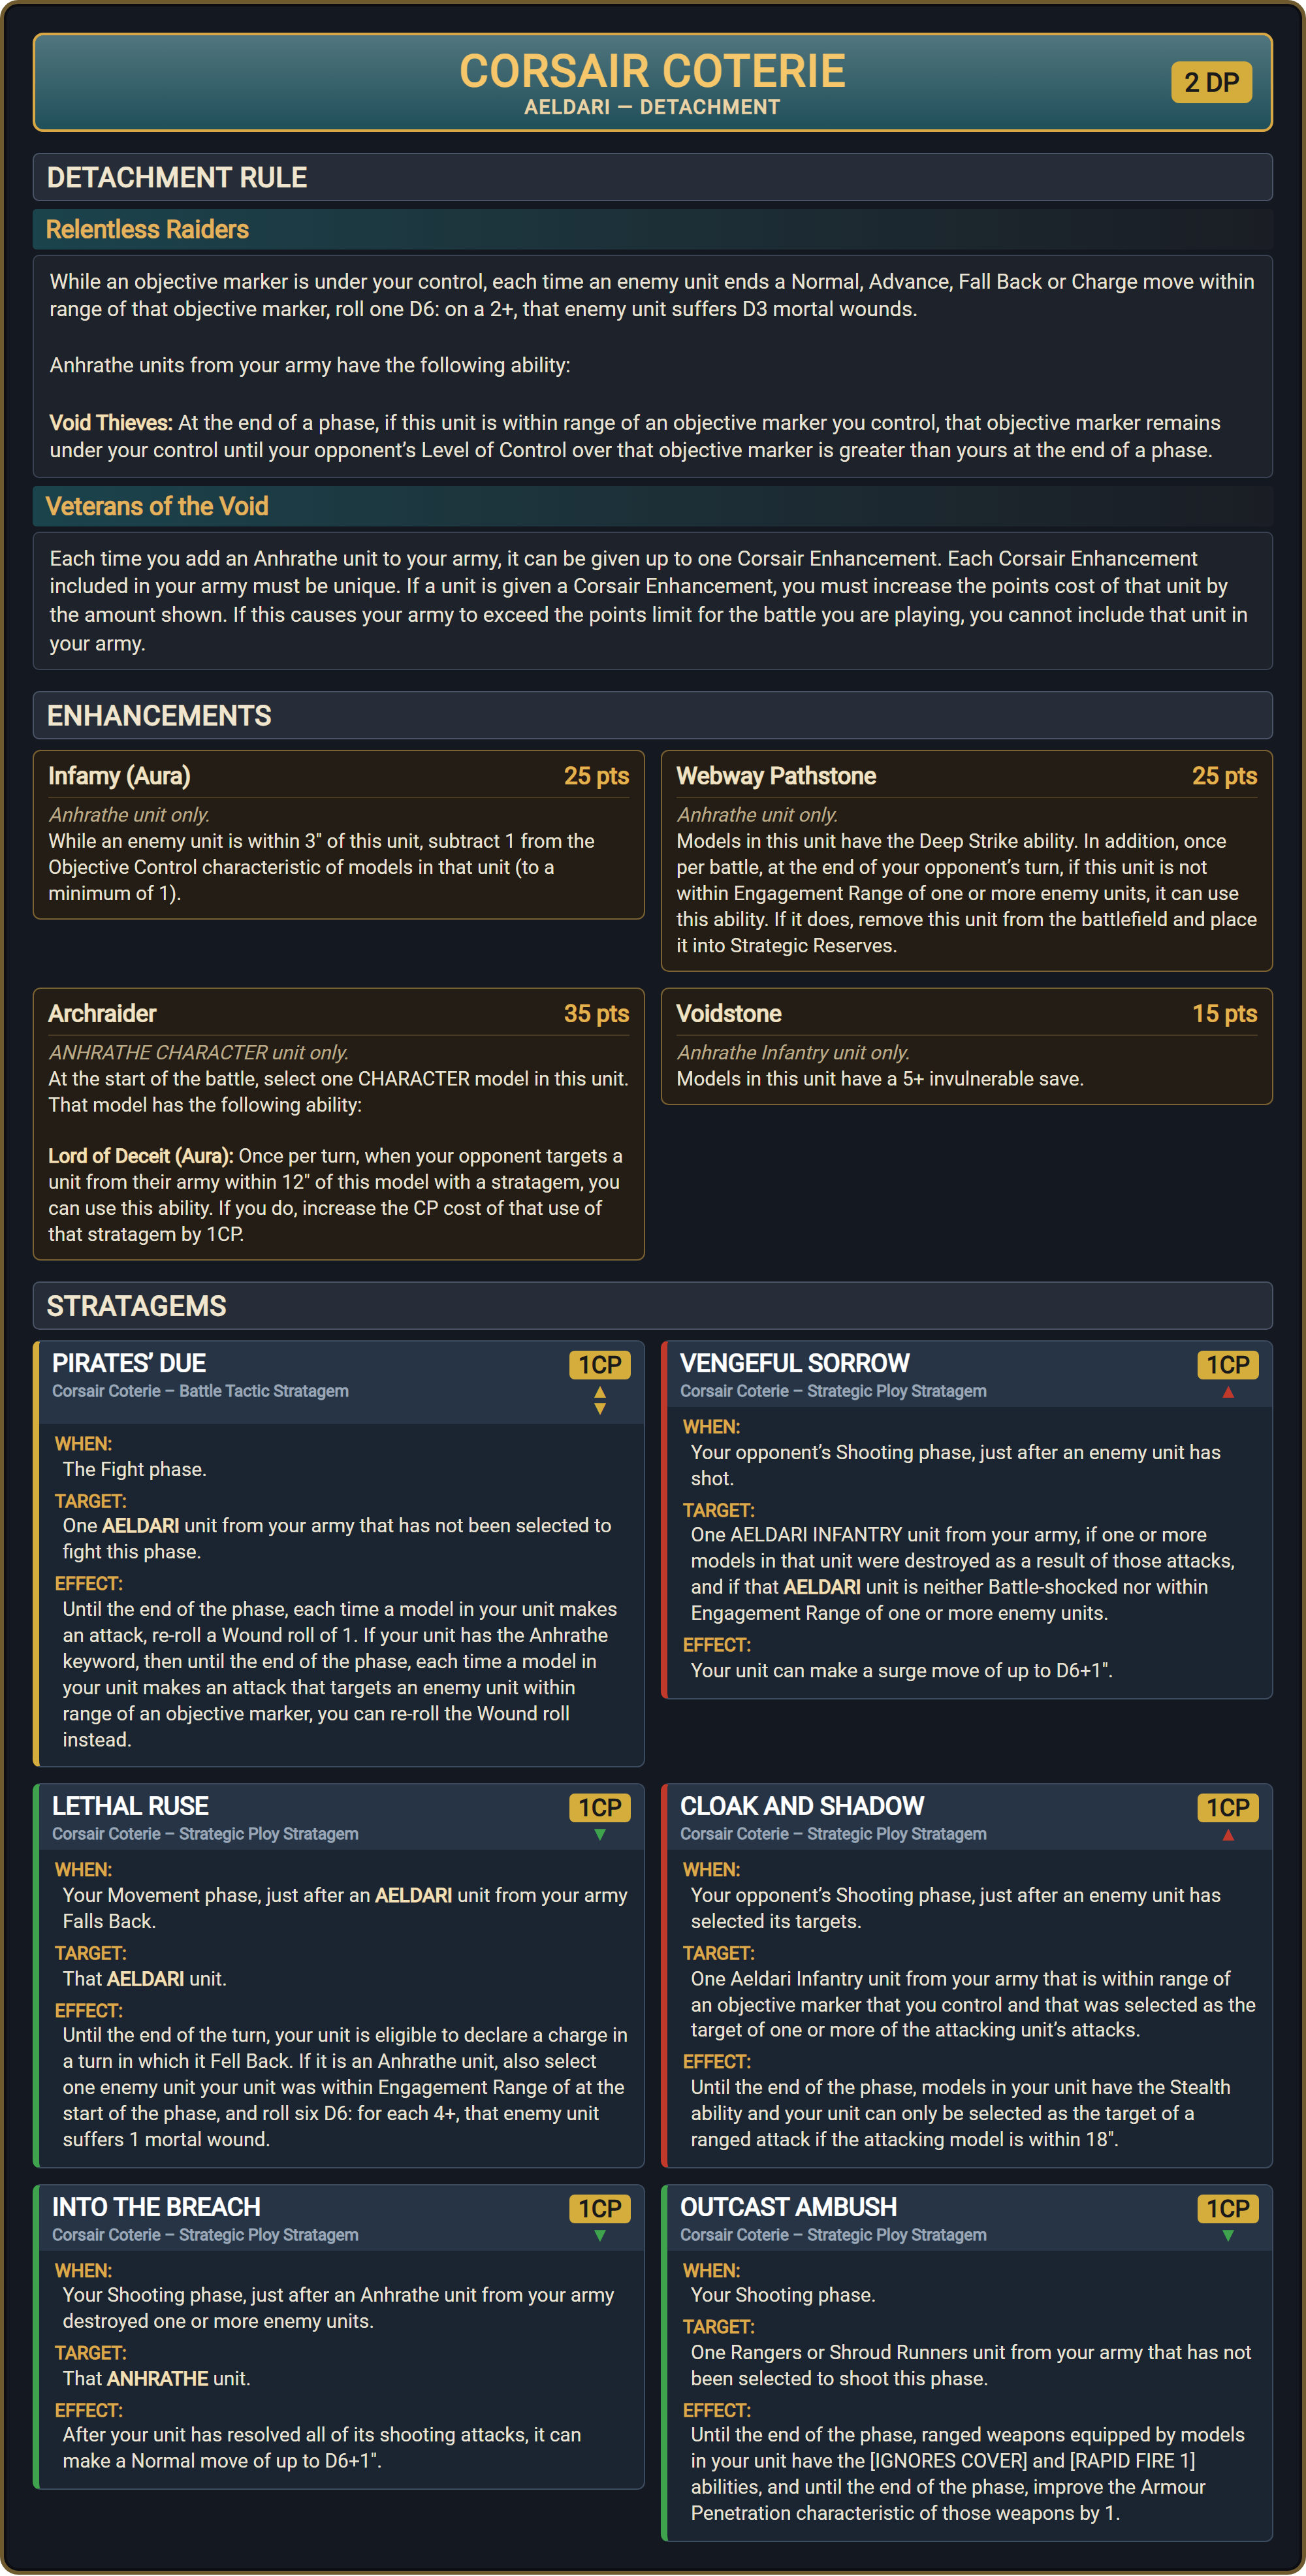 CORSAIR COTERIE
AELDARI — DETACHMENT
2 DP
DETACHMENT RULE
Relentless Raiders
While an objective marker is under your control, each time an enemy unit ends a Normal, Advance, Fall Back or Charge move within
range of that objective marker, roll one D6: on a 2+, that enemy unit suffers D3 mortal wounds.
Anhrathe units from your army have the following ability:
Void Thieves: At the end of a phase, if this unit is within range of an objective marker you control, that objective marker remains
under your control until your opponent’s Level of Control over that objective marker is greater than yours at the end of a phase.
Veterans of the Void
Each time you add an Anhrathe unit to your army, it can be given up to one Corsair Enhancement. Each Corsair Enhancement
included in your army must be unique. If a unit is given a Corsair Enhancement, you must increase the points cost of that unit by
the amount shown. If this causes your army to exceed the points limit for the battle you are playing, you cannot include that unit in
your army.
ENHANCEMENTS
Infamy (Aura)
25 pts
Anhrathe unit only.
While an enemy unit is within 3" of this unit, subtract 1 from the
Objective Control characteristic of models in that unit (to a
minimum of 1).
Webway Pathstone
25 pts
Anhrathe unit only.
Models in this unit have the Deep Strike ability. In addition, once
per battle, at the end of your opponent’s turn, if this unit is not
within Engagement Range of one or more enemy units, it can use
this ability. If it does, remove this unit from the battlefield and place
it into Strategic Reserves.
Archraider
35 pts
ANHRATHE CHARACTER unit only.
At the start of the battle, select one CHARACTER model in this unit.
That model has the following ability:
Lord of Deceit (Aura): Once per turn, when your opponent targets a
unit from their army within 12" of this model with a stratagem, you
can use this ability. If you do, increase the CP cost of that use of
that stratagem by 1CP.
Voidstone
15 pts
Anhrathe Infantry unit only.
Models in this unit have a 5+ invulnerable save.
STRATAGEMS
PIRATES’ DUE
1CP
Corsair Coterie – Battle Tactic Stratagem
▲
▼
WHEN:
The Fight phase.
TARGET:
One AELDARI unit from your army that has not been selected to
fight this phase.
EFFECT:
Until the end of the phase, each time a model in your unit makes
an attack, re-roll a Wound roll of 1. If your unit has the Anhrathe
keyword, then until the end of the phase, each time a model in
your unit makes an attack that targets an enemy unit within
range of an objective marker, you can re-roll the Wound roll
instead.
VENGEFUL SORROW
1CP
Corsair Coterie – Strategic Ploy Stratagem
▲
WHEN:
Your opponent’s Shooting phase, just after an enemy unit has
shot.
TARGET:
One AELDARI INFANTRY unit from your army, if one or more
models in that unit were destroyed as a result of those attacks,
and if that AELDARI unit is neither Battle-shocked nor within
Engagement Range of one or more enemy units.
EFFECT:
Your unit can make a surge move of up to D6+1".
LETHAL RUSE
1CP
Corsair Coterie – Strategic Ploy Stratagem
▼
WHEN:
Your Movement phase, just after an AELDARI unit from your army
Falls Back.
TARGET:
That AELDARI unit.
EFFECT:
Until the end of the turn, your unit is eligible to declare a charge in
a turn in which it Fell Back. If it is an Anhrathe unit, also select
one enemy unit your unit was within Engagement Range of at the
start of the phase, and roll six D6: for each 4+, that enemy unit
suffers 1 mortal wound.
CLOAK AND SHADOW
1CP
Corsair Coterie – Strategic Ploy Stratagem
▲
WHEN:
Your opponent’s Shooting phase, just after an enemy unit has
selected its targets.
TARGET:
One Aeldari Infantry unit from your army that is within range of
an objective marker that you control and that was selected as the
target of one or more of the attacking unit’s attacks.
EFFECT:
Until the end of the phase, models in your unit have the Stealth
ability and your unit can only be selected as the target of a
ranged attack if the attacking model is within 18".
INTO THE BREACH
1CP
Corsair Coterie – Strategic Ploy Stratagem
▼
WHEN:
Your Shooting phase, just after an Anhrathe unit from your army
destroyed one or more enemy units.
TARGET:
That ANHRATHE unit.
EFFECT:
After your unit has resolved all of its shooting attacks, it can
make a Normal move of up to D6+1".
OUTCAST AMBUSH
1CP
Corsair Coterie – Strategic Ploy Stratagem
▼
WHEN:
Your Shooting phase.
TARGET:
One Rangers or Shroud Runners unit from your army that has not
been selected to shoot this phase.
EFFECT:
Until the end of the phase, ranged weapons equipped by models
in your unit have the [IGNORES COVER] and [RAPID FIRE 1]
abilities, and until the end of the phase, improve the Armour
Penetration characteristic of those weapons by 1.